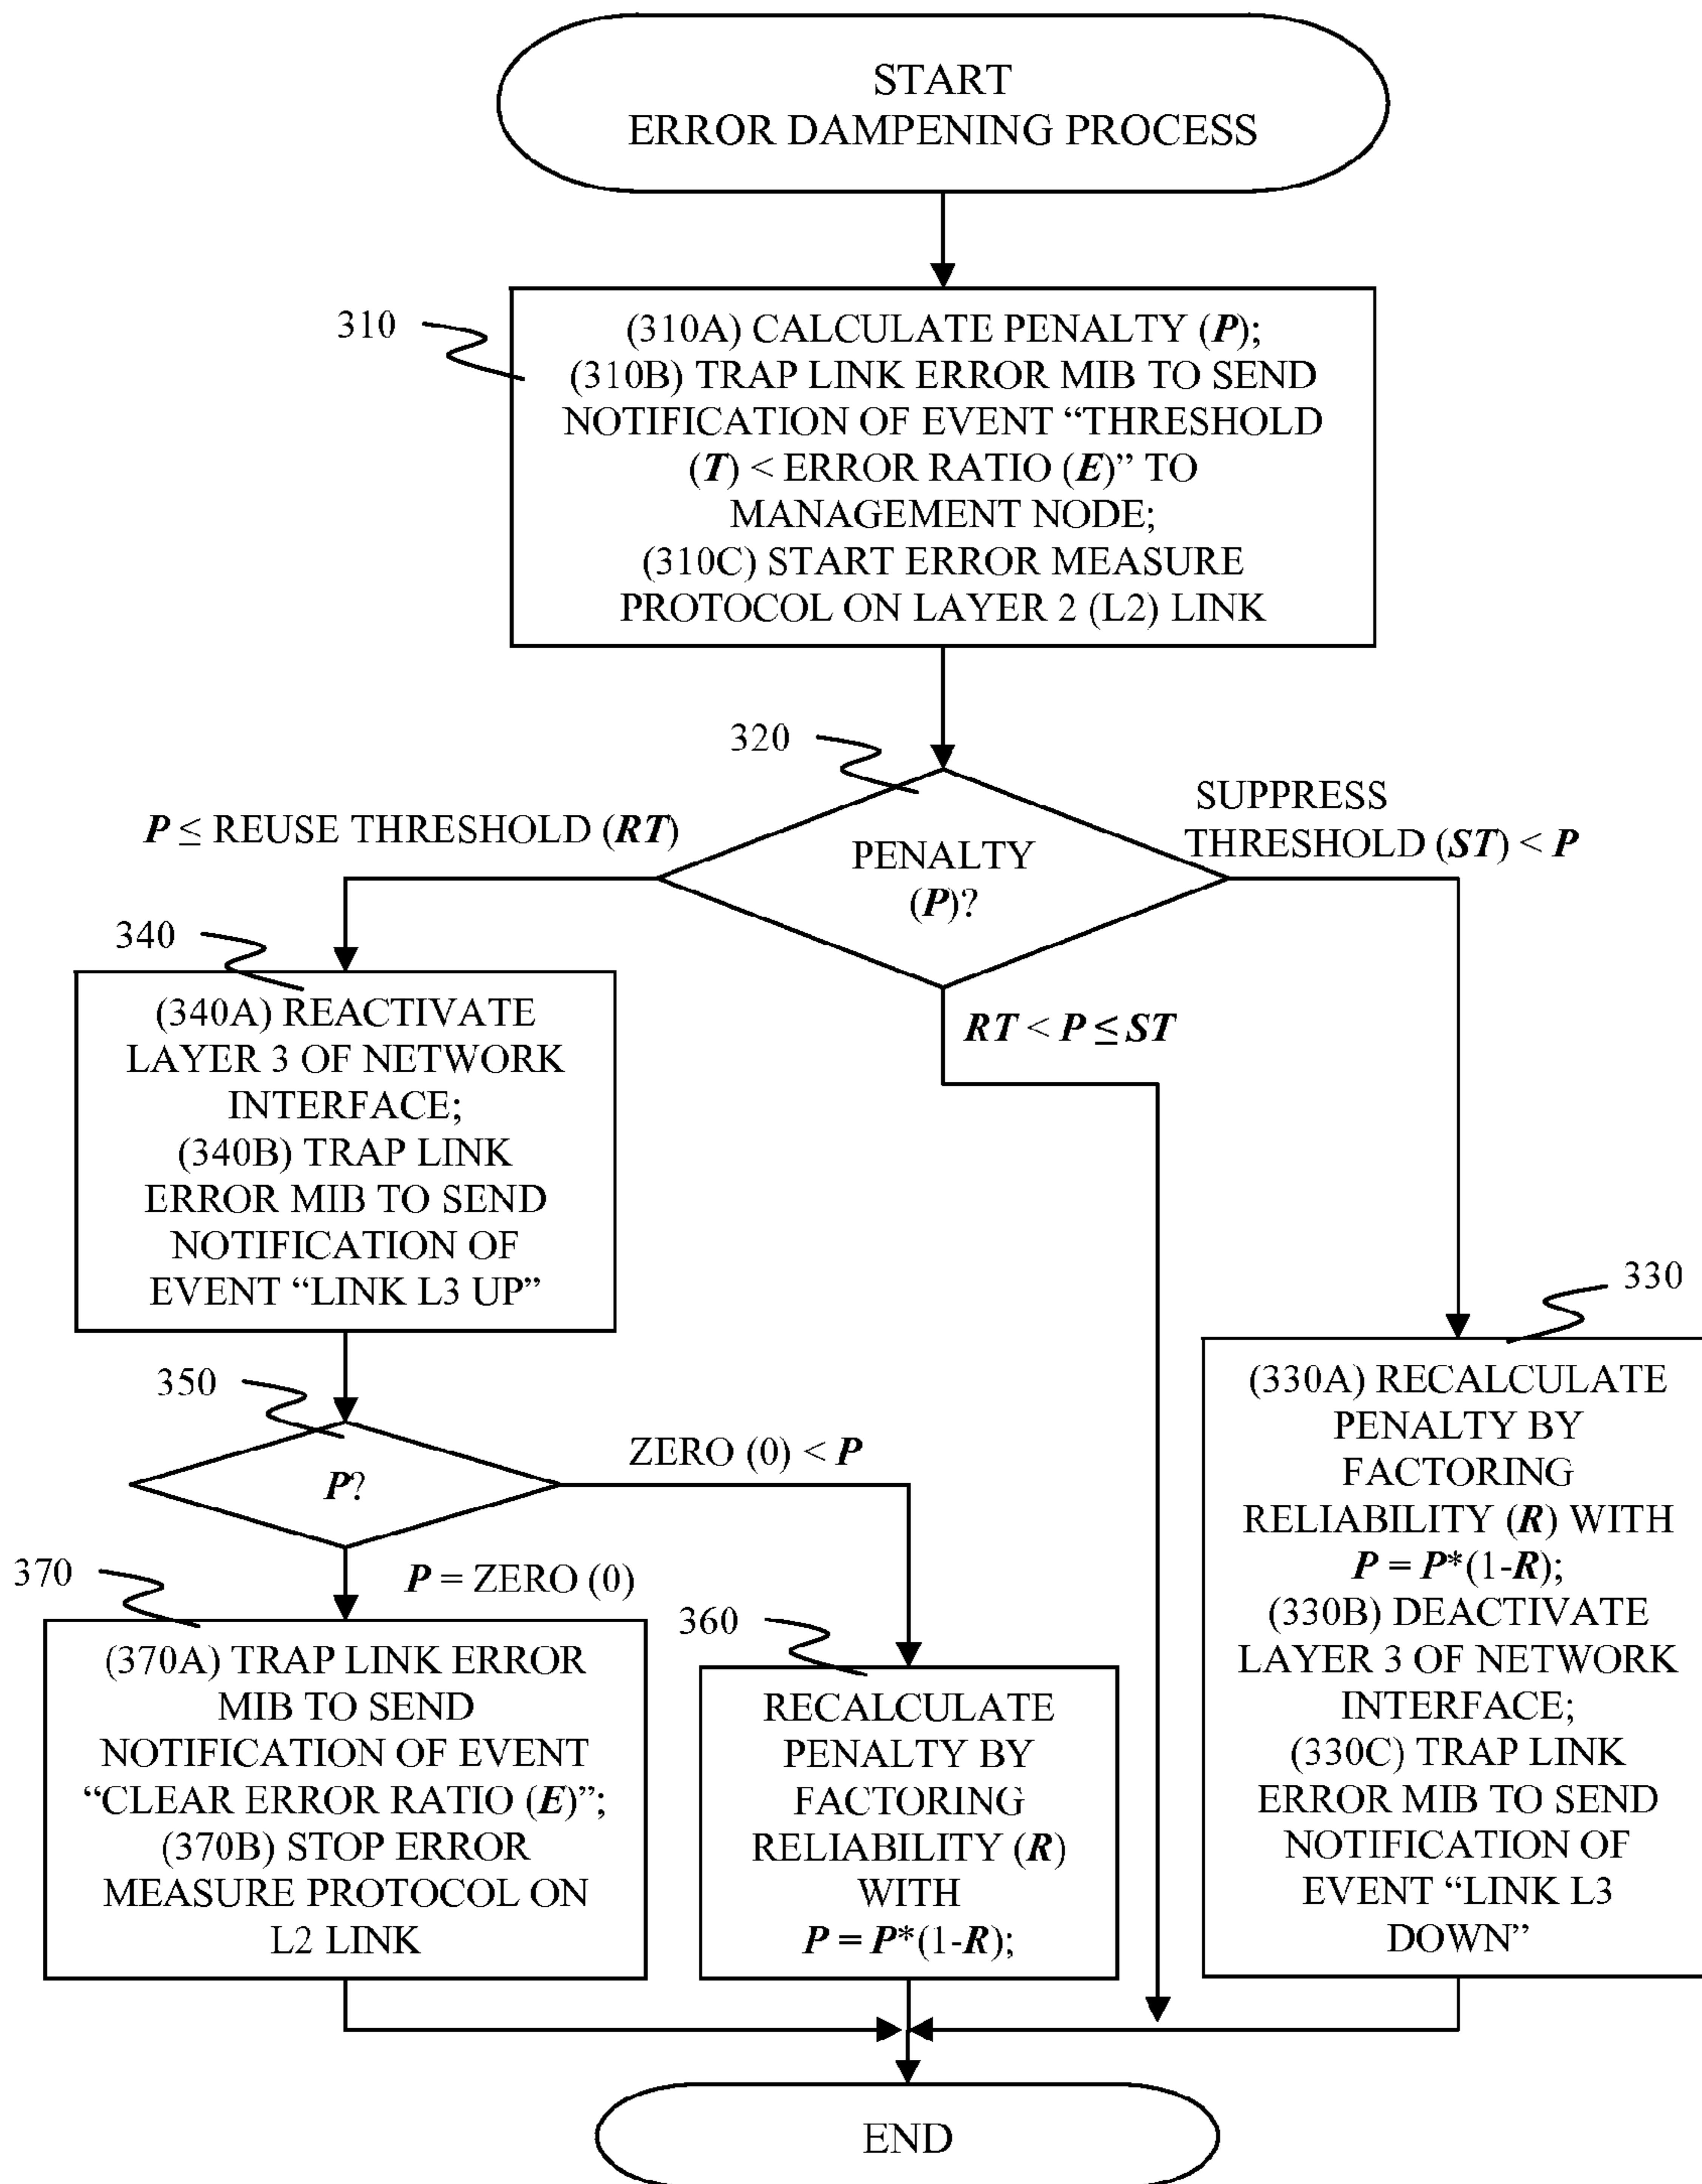 START
ERROR DAMPENING PROCESS
310
(310A) CALCULATE PENALTY (P);
(310B) TRAP LINK ERROR MIB TO SEND
NOTIFICATION OF EVENT “THRESHOLD
(T) < ERROR RATIO (E)” TO
MANAGEMENT NODE;
(310C) START ERROR MEASURE
PROTOCOL ON LAYER 2 (L2) LINK
320
PENALTY
(P)?
P ≤ REUSE THRESHOLD (RT)
SUPPRESS
THRESHOLD (ST) < P
RT < P ≤ ST
340
(340A) REACTIVATE
LAYER 3 OF NETWORK
INTERFACE;
(340B) TRAP LINK
ERROR MIB TO SEND
NOTIFICATION OF
EVENT “LINK L3 UP”
330
(330A) RECALCULATE
PENALTY BY
FACTORING
RELIABILITY (R) WITH
P = P*(1-R);
(330B) DEACTIVATE
LAYER 3 OF NETWORK
INTERFACE;
(330C) TRAP LINK
ERROR MIB TO SEND
NOTIFICATION OF
EVENT “LINK L3
DOWN”
350
P?
ZERO (0) < P
P = ZERO (0)
370
(370A) TRAP LINK ERROR
MIB TO SEND
NOTIFICATION OF EVENT
“CLEAR ERROR RATIO (E)”;
(370B) STOP ERROR
MEASURE PROTOCOL ON
L2 LINK
360
RECALCULATE
PENALTY BY
FACTORING
RELIABILITY (R)
WITH
P = P*(1-R);
END